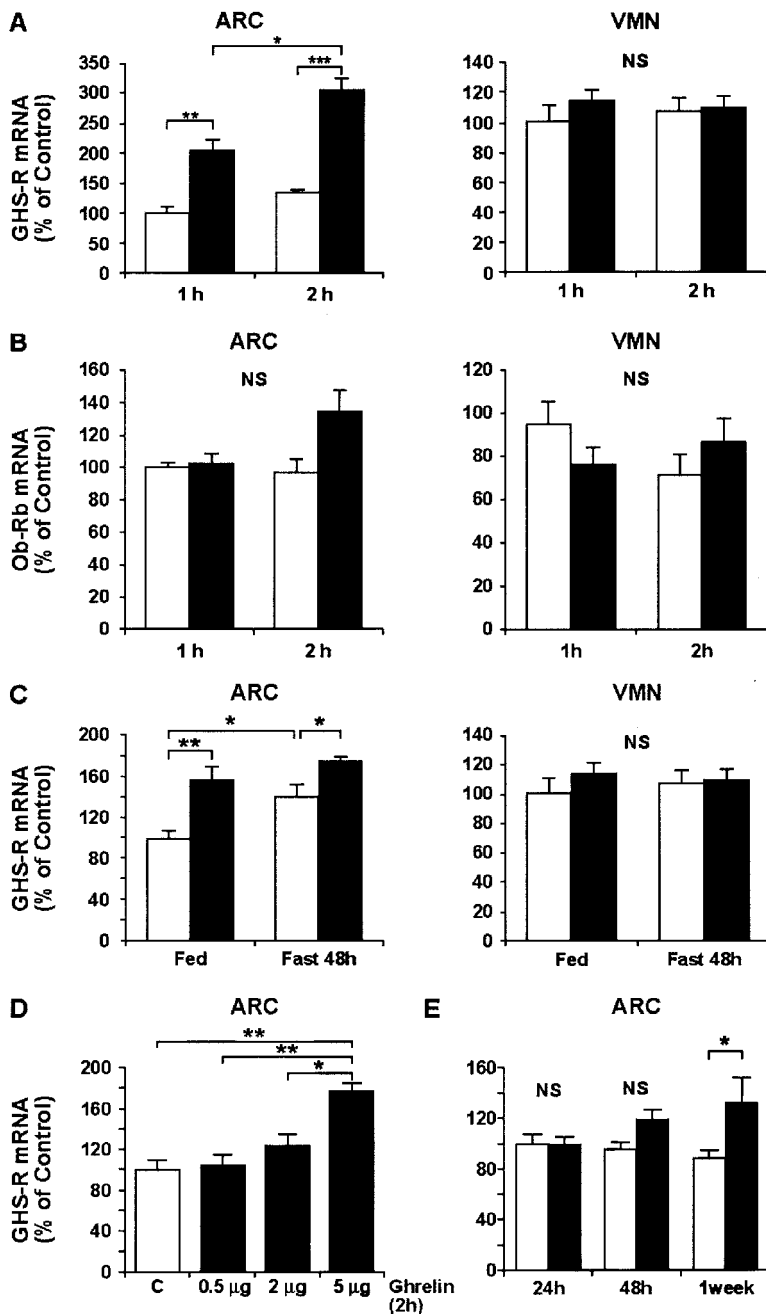 A
ARC
VMN
GHS-R mRNA
(% of Control)
350
300
250
200
150
100
50
0
**
*
***
1 h
2 h
140
120
100
80
60
40
20
0
NS
1 h
2 h
B
ARC
VMN
Ob-Rb mRNA
(% of Control)
160
140
120
100
80
60
40
20
0
NS
1 h
2 h
120
100
80
60
40
20
0
NS
1h
2h
C
ARC
VMN
GHS-R mRNA
(% of Control)
200
160
120
80
40
0
**
*
*
Fed
Fast 48h
140
120
100
80
60
40
20
0
NS
Fed
Fast 48h
D
ARC
GHS-R mRNA
(% of Control)
200
160
120
80
40
0
**
**
*
C
0.5 µg
2 µg
5 µg
Ghrelin
(2h)
E
ARC
160
120
80
40
0
NS
NS
*
24h
48h
1week